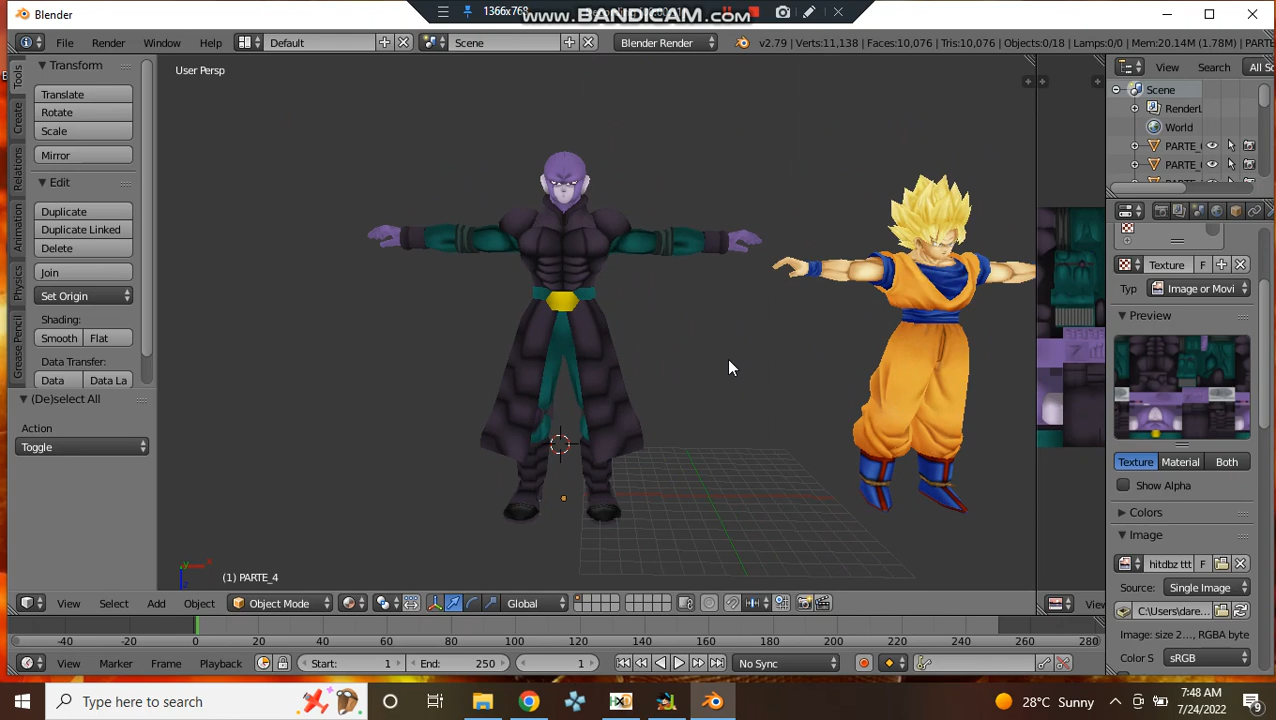 1366x768
www.BANDICAM.com
Blender
File Render Window Help Default Scene Blender Render v2.79 | Verts:11,138 | Faces:10,076 | Tris:10,076 | Objects:0/18 | Lamps:0/0 | Mem:20.14M (1.78M) | PARTE
User Persp
Tools
Create
Relations
Animation
Physics
Grease Pencil
Transform
Translate
Rotate
Scale
Mirror
Edit
Duplicate
Duplicate Linked
Delete
Join
Set Origin
Shading:
Smooth Flat
Data Transfer:
Data Data La
(De)select All
Action
Toggle
(1) PARTE_4
View Search All Sc
Scene
RenderL
World
PARTE_
PARTE_
Texture F
Typ Image or Movi
Preview
Texture Material Both
Show Alpha
Colors
Image
hitdbz ttt F
Source: Single Image
C:\Users\dare...
Image: size 2..., RGBA byte
Color S sRGB
View Select Add Object Object Mode Global Vie
-40 -20 0 20 40 60 80 100 120 140 160 180 200 220 240 260 280
View Marker Frame Playback Start: 1 End: 250 1 No Sync
Type here to search
28°C Sunny
7:48 AM
7/24/2022
9